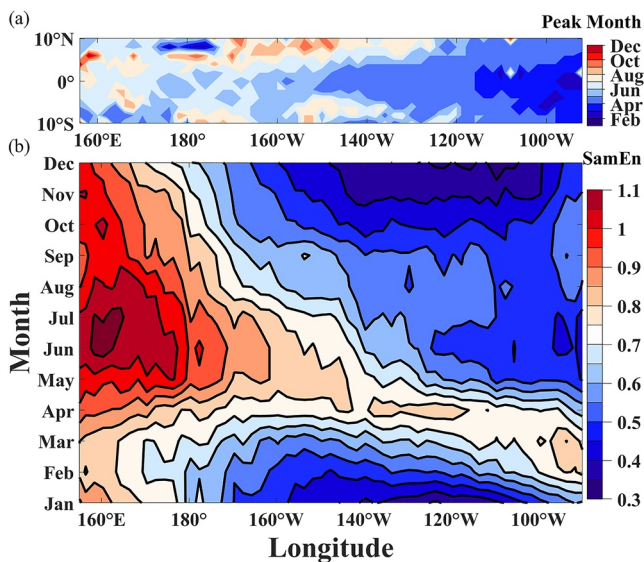 (a)
Peak Month
10°N
0°
10°S
160°E 180° 160°W 140°W 120°W 100°W
Dec
Oct
Aug
Jun
Apr
Feb
(b)
SamEn
Month
Dec
Nov
Oct
Sep
Aug
Jul
Jun
May
Apr
Mar
Feb
Jan
160°E 180° 160°W 140°W 120°W 100°W
Longitude
1.1
1
0.9
0.8
0.7
0.6
0.5
0.4
0.3